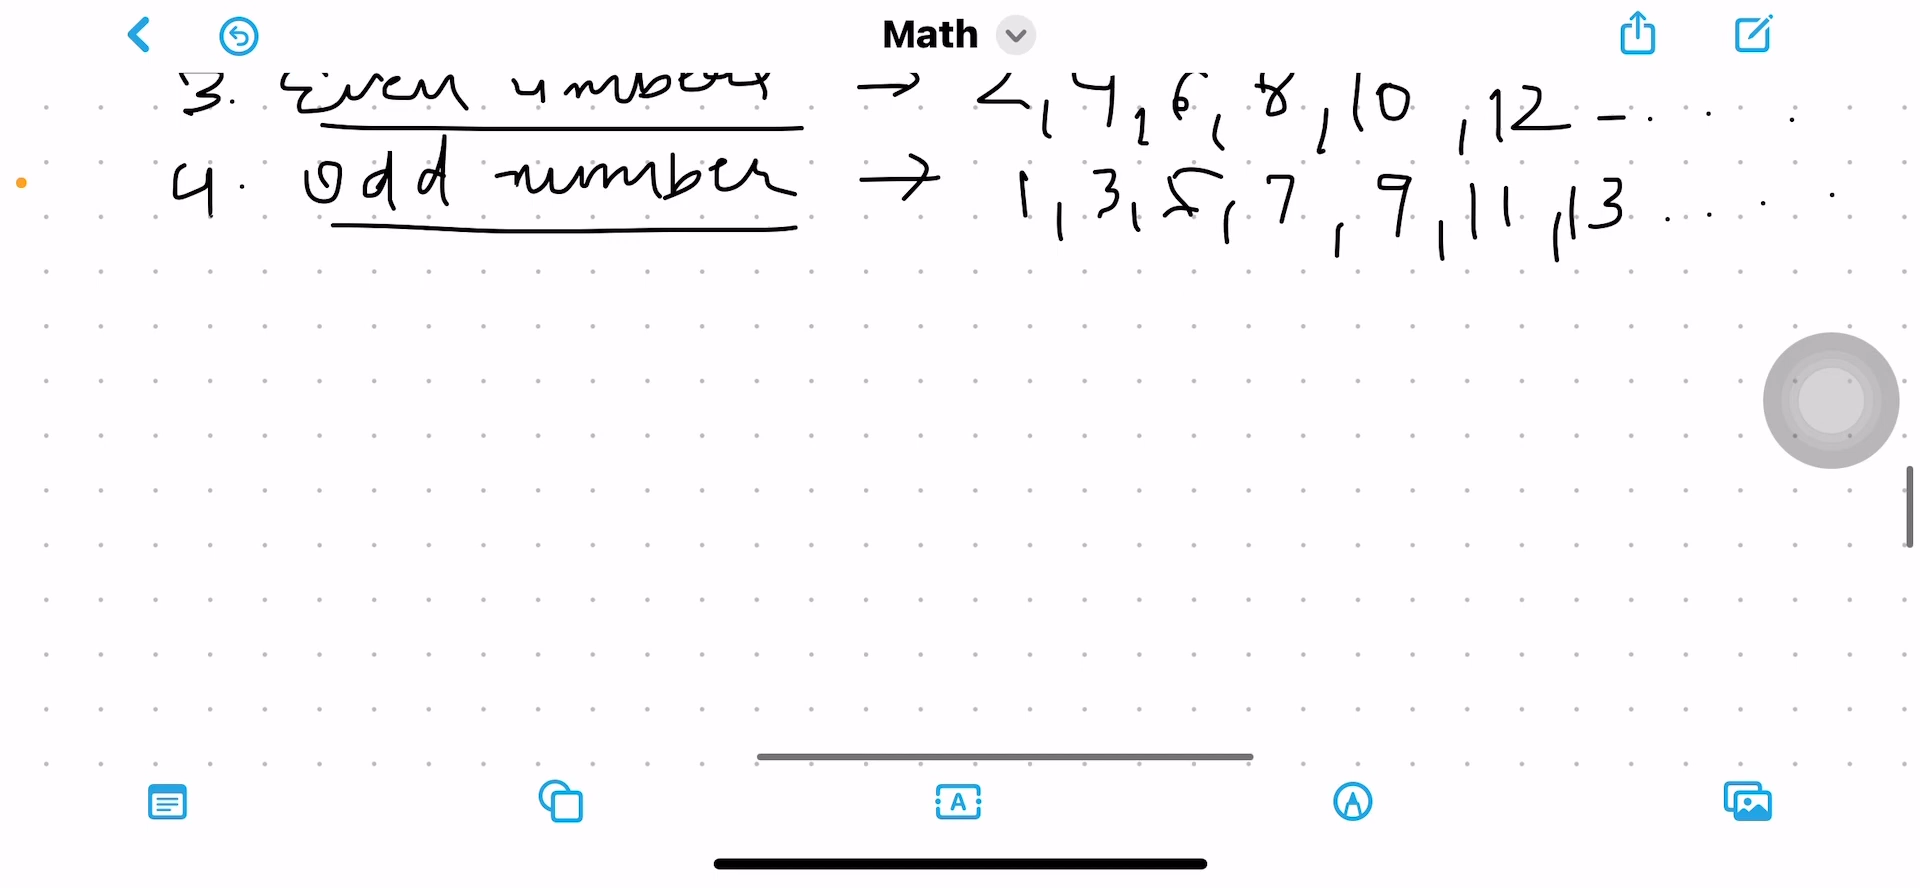 Math
3. Even umber → 2, 4, 6, 8, 10, 12 - . . .
4. Odd number → 1, 3, 5, 7, 9, 11, 13 . . . .